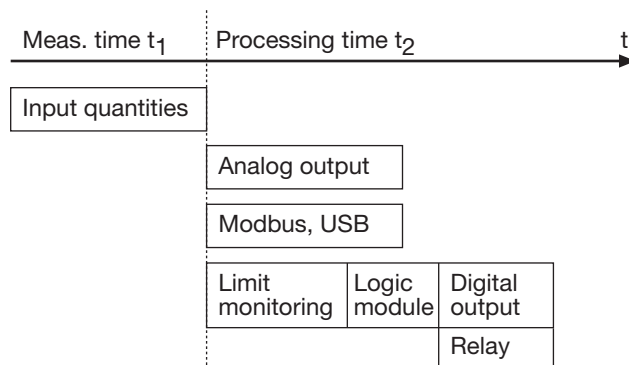 Meas. time t1 Processing time t2 t
Input quantities
Analog output
Modbus, USB
Limit monitoring
Logic module
Digital output
Relay